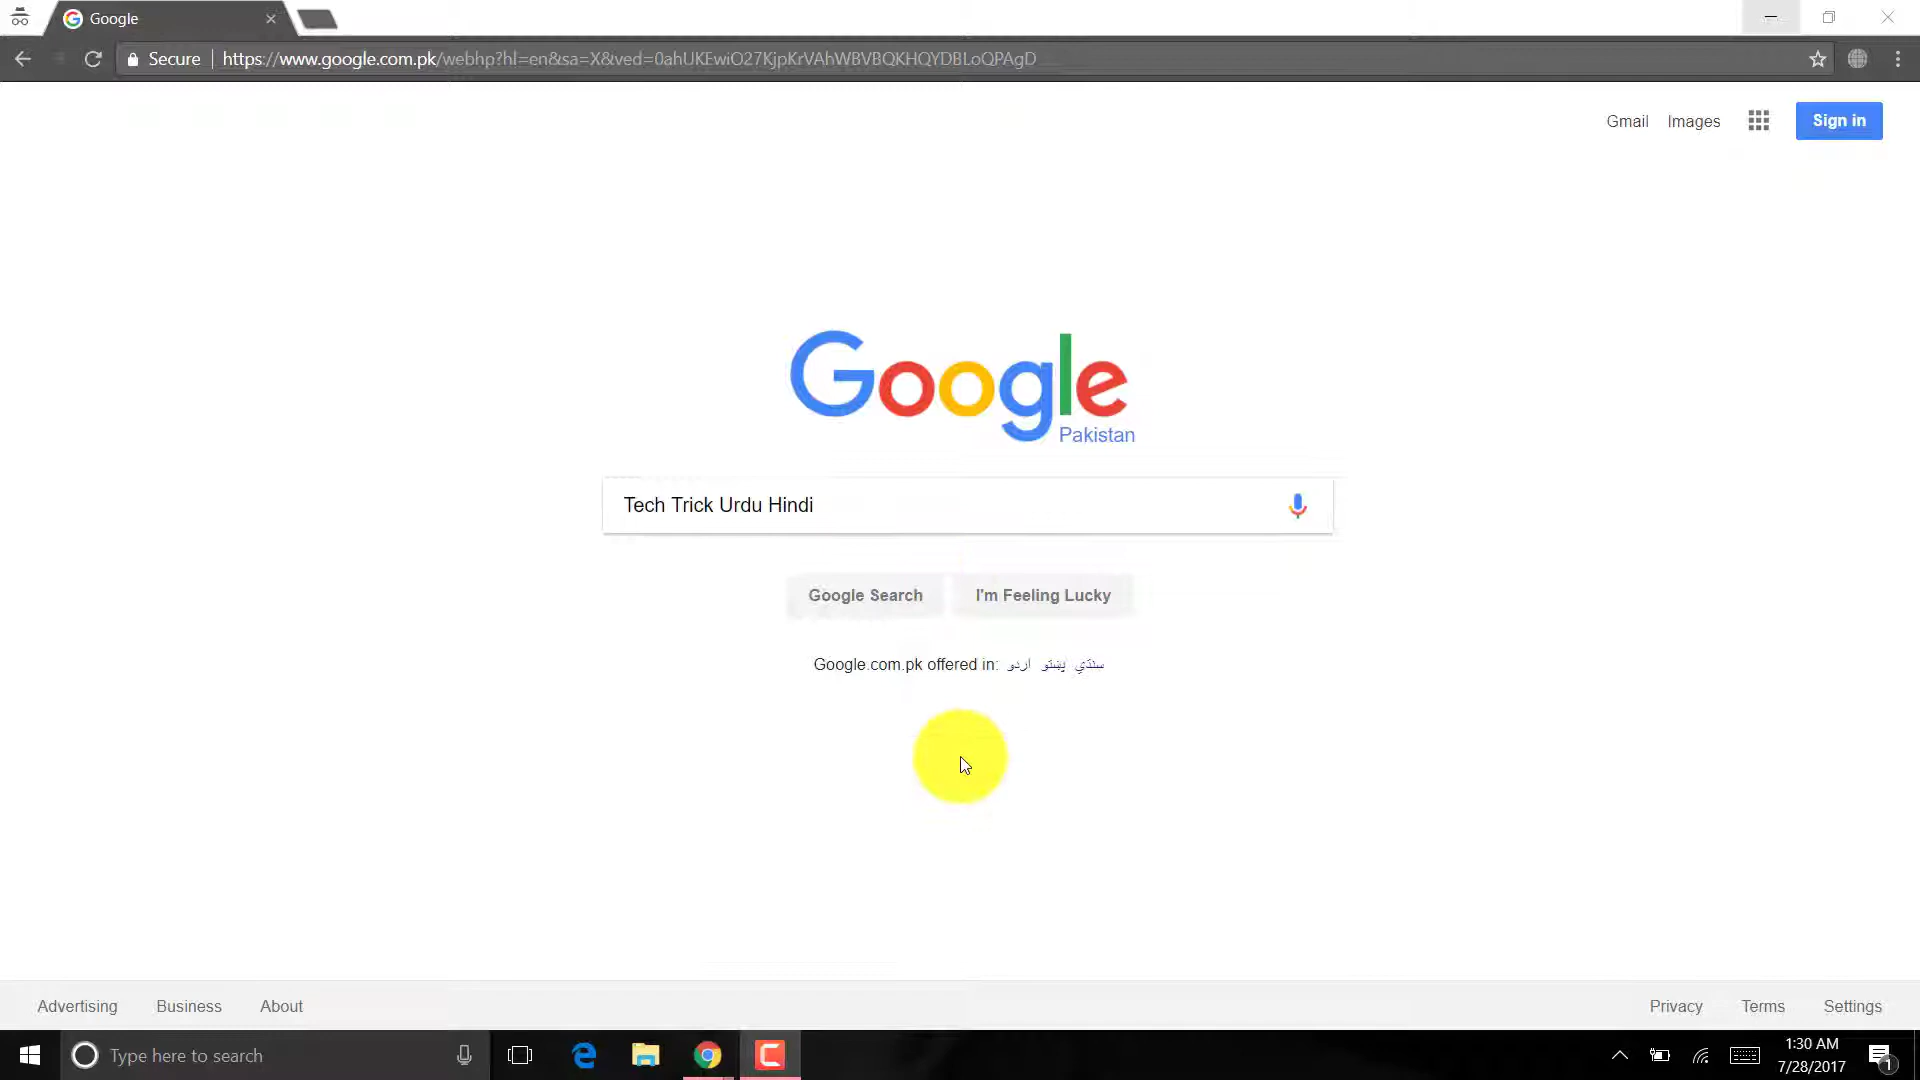 Google
Secure
https://www.google.com.pk/webhp?hl=en&sa=X&ved=0ahUKEwiO27KjpKrVAhWBVBQKHQYDBLoQPAgD
Gmail Images Sign in
Google
Pakistan
Tech Trick Urdu Hindi
Google Search I'm Feeling Lucky
Google.com.pk offered in: اردو پښتو سنڌي
Advertising Business About Privacy Terms Settings
Type here to search
1:30 AM
7/28/2017
1